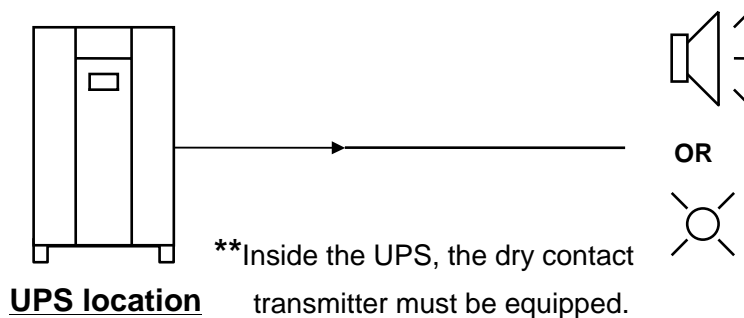 OR
**Inside the UPS, the dry contact
transmitter must be equipped.
UPS location